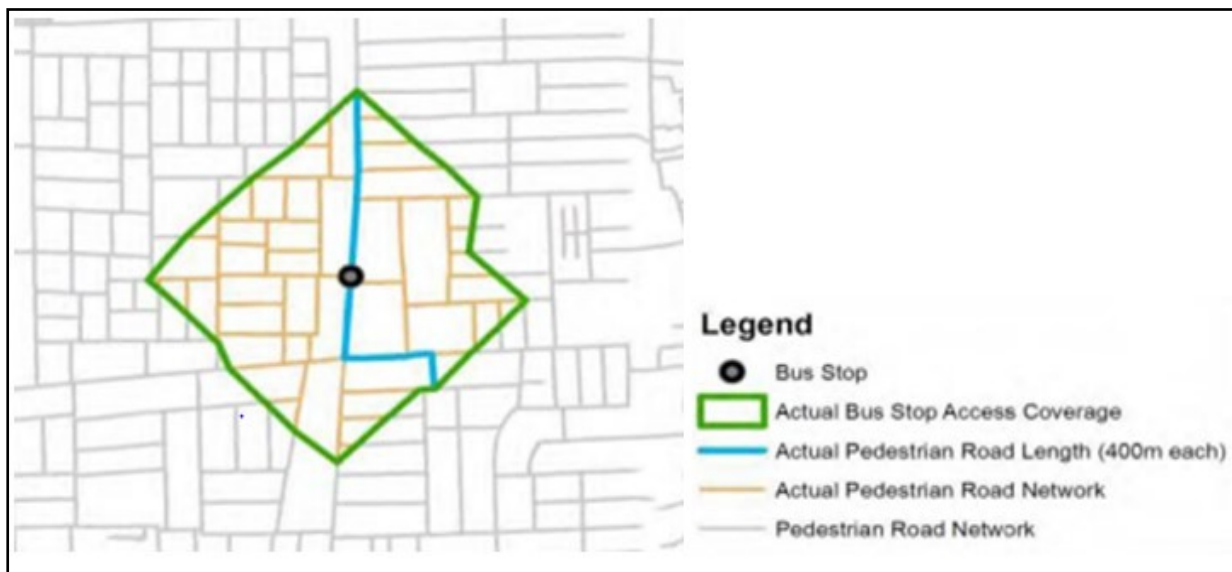 Legend
Bus Stop
Actual Bus Stop Access Coverage
Actual Pedestrian Road Length (400m each)
Actual Pedestrian Road Network
Pedestrian Road Network